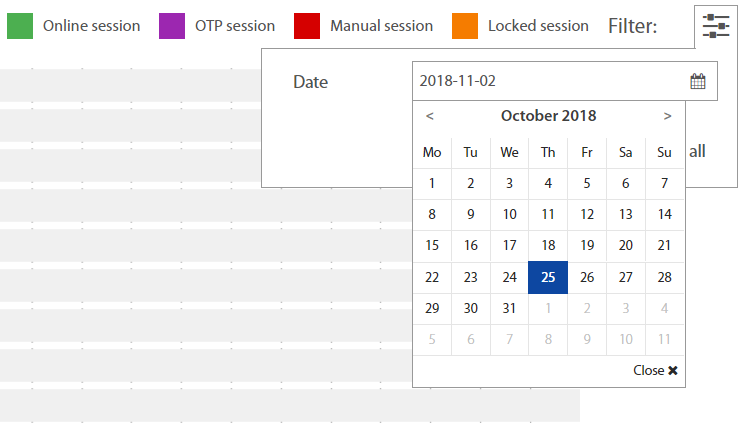 Online session OTP session Manual session Locked session Filter:
Date 2018-11-02
< October 2018 >
Mo Tu We Th Fr Sa Su
all
1 2 3 4 5 6 7
8 9 10 11 12 13 14
15 16 17 18 19 20 21
22 23 24 25 26 27 28
29 30 31 1 2 3 4
5 6 7 8 9 10 11
Close ✖